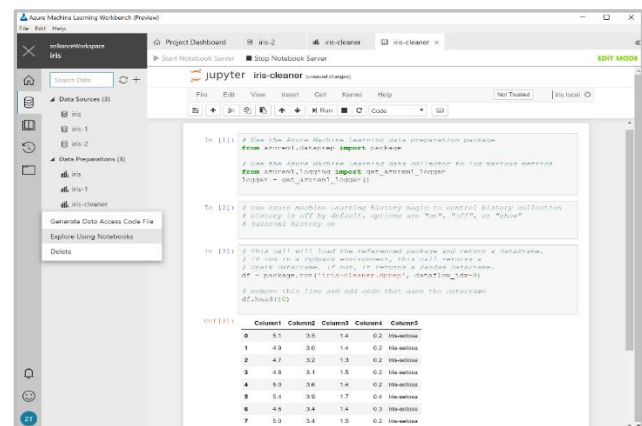 Azure Machine Learning Workbench (Preview)
File Edit Help
iris
Project Dashboard iris-2 iris-cleaner iris-cleaner
Start Notebook Server Stop Notebook Server EDIT MODE
Search Data
jupyter iris-cleaner (unsaved changes)
File Edit View Insert Cell Kernel Help Not Trusted iris local
Run C Code
Data Sources (3)
iris
iris-1
iris-2
Data Preparations (3)
iris
iris-1
iris-cleaner
Generate Data Access Code File
Explore Using Notebooks
Delete
In [1]: # Use the Azure Machine Learning data preparation package
from azureml.dataprep import package
# Use the Azure Machine Learning data collector to log various metrics
from azureml.logging import get_azureml_logger
logger = get_azureml_logger()
In [2]: # Use Azure Machine Learning history magic to control history collection
# History is off by default, options are "on", "off", or "show"
# %azureml history on
In [3]: # This call will load the referenced package and return a DataFrame.
# If run in a PySpark environment, this call returns a
# Spark DataFrame. If not, it returns a Pandas DataFrame.
df = package.run('iris-cleaner.dprep', dataflow_idx=0)
# Remove this line and add code that uses the DataFrame
df.head(10)
Out[3]:
Column1 Column2 Column3 Column4 Column5
0 5.1 3.5 1.4 0.2 Iris-setosa
1 4.9 3.0 1.4 0.2 Iris-setosa
2 4.7 3.2 1.3 0.2 Iris-setosa
3 4.6 3.1 1.5 0.2 Iris-setosa
4 5.0 3.6 1.4 0.2 Iris-setosa
5 5.4 3.9 1.7 0.4 Iris-setosa
6 4.6 3.4 1.4 0.3 Iris-setosa
7 5.0 3.4 1.5 0.2 Iris-setosa